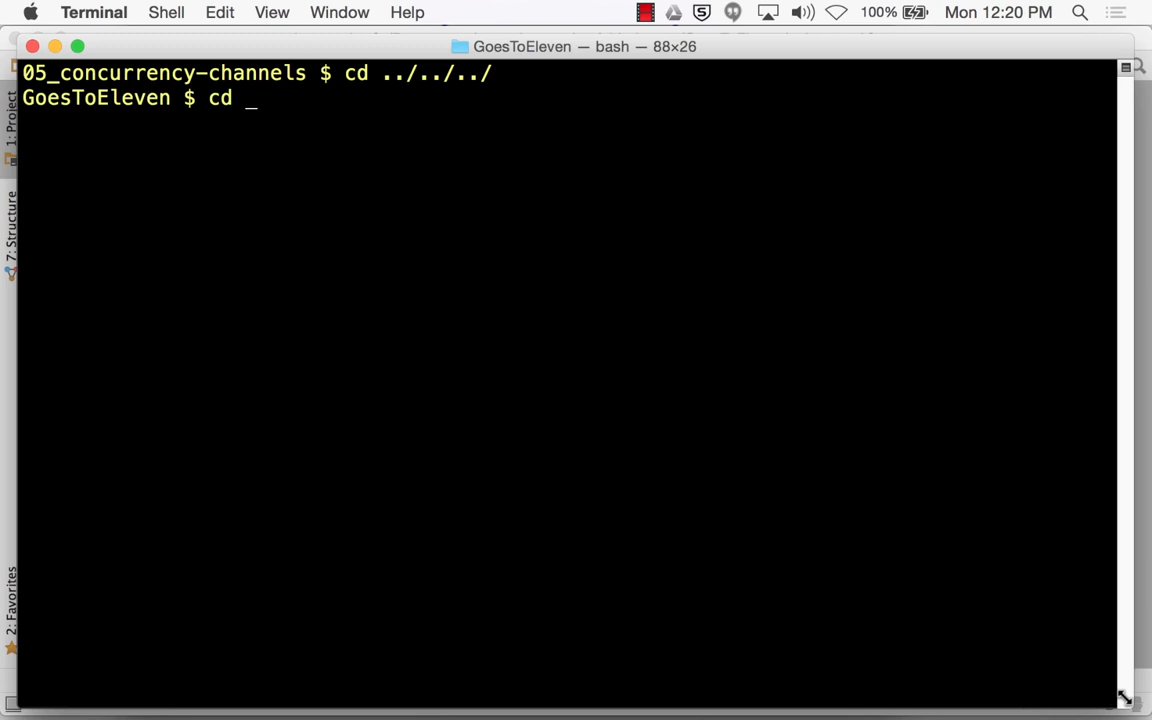 Terminal Shell Edit View Window Help 100% Mon 12:20 PM
GoesToEleven — bash — 88×26
05_concurrency-channels $ cd ../../../
GoesToEleven $ cd _
1: Project
7: Structure
2: Favorites